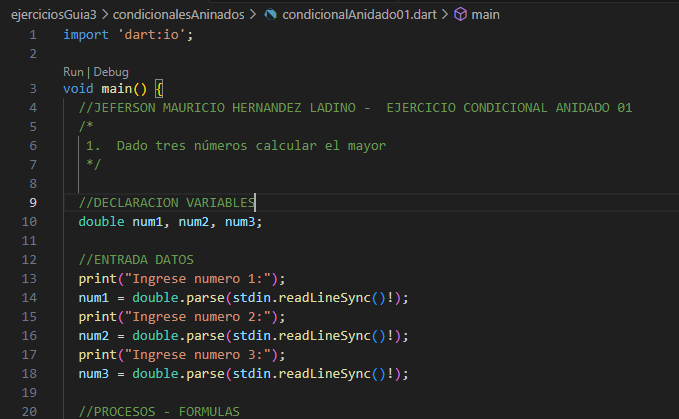 ejerciciosGuia3 > condicionalesAninados > condicionalAnidado01.dart > main
1 import 'dart:io';
2
Run | Debug
3 void main() {
4 //JEFERSON MAURICIO HERNANDEZ LADINO - EJERCICIO CONDICIONAL ANIDADO 01
5 /*
6 1. Dado tres números calcular el mayor
7 */
8
9 //DECLARACION VARIABLES
10 double num1, num2, num3;
11
12 //ENTRADA DATOS
13 print("Ingrese numero 1:");
14 num1 = double.parse(stdin.readLineSync()!);
15 print("Ingrese numero 2:");
16 num2 = double.parse(stdin.readLineSync()!);
17 print("Ingrese numero 3:");
18 num3 = double.parse(stdin.readLineSync()!);
19
20 //PROCESOS - FORMULAS